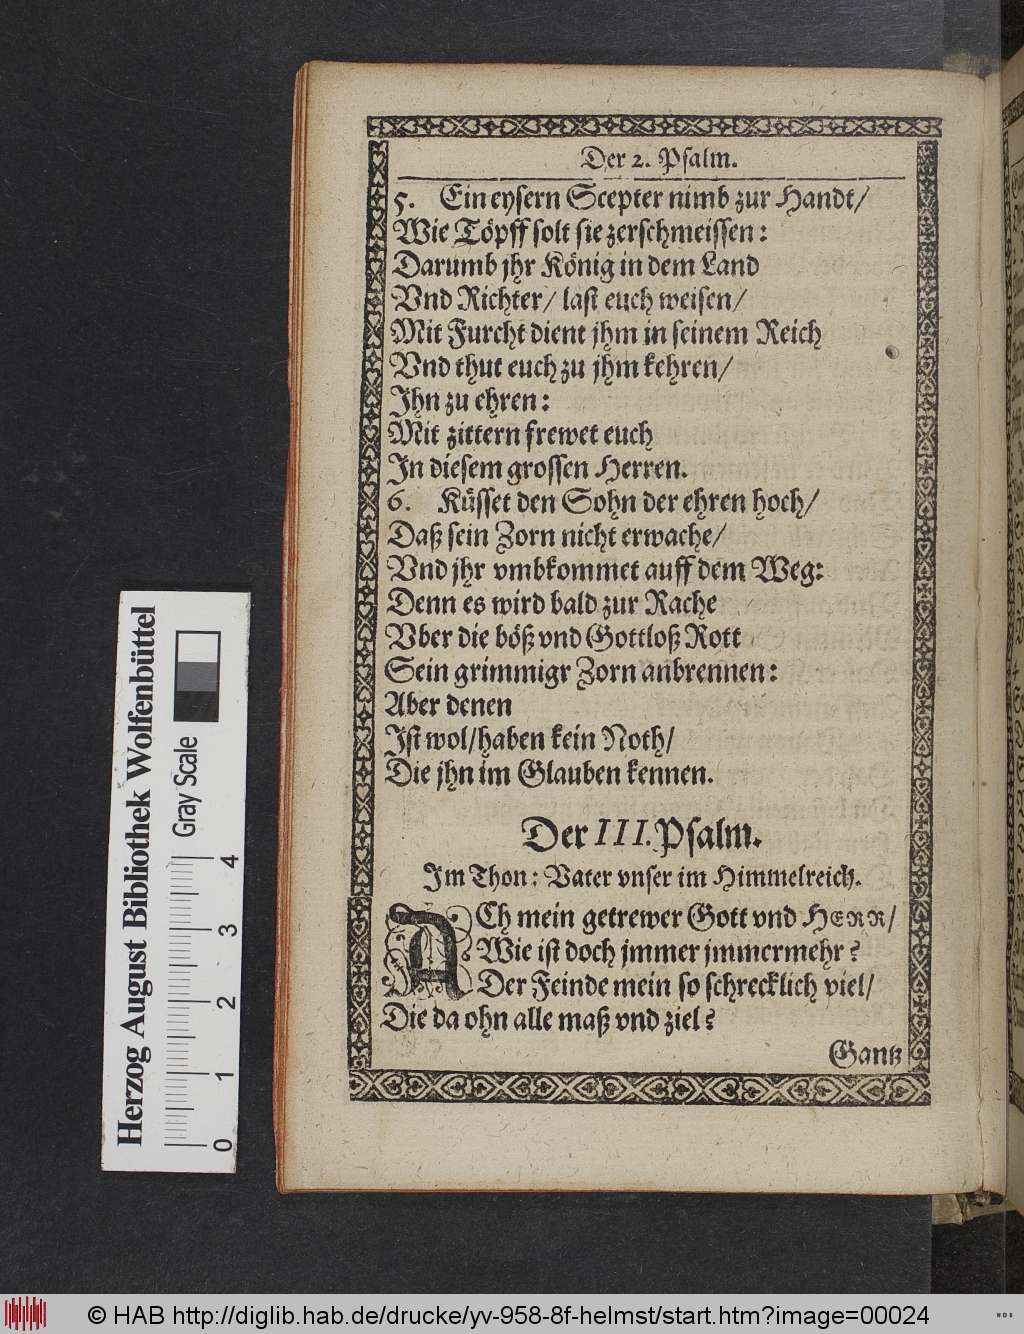 Der 2. Psalm.
5. Ein eysern Scepter nimb zur Handt/
Wie Töpff solt sie zerschmeissen:
Darumb jhr König in dem Land
Vnd Richter/ last euch weisen/
Mit Furcht dient jhm in seinem Reich
Vnd thut euch zu jhm kehren/
Ihn zu ehren:
Mit zittern frewet euch
In diesem grossen Herren.
6. Küsset den Sohn der ehren hoch/
Daß sein Zorn nicht erwache/
Vnd jhr vmbkommet auff dem Weg:
Denn es wird bald zur Rache
Vber die böß vnd Gottloß Rott
Sein grimmigr Zorn anbrennen:
Aber denen
Ist wol/ haben kein Noth/
Die jhn im Glauben kennen.
Der III. Psalm.
Im Thon: Vater vnser im Himmelreich.
ACh mein getrewer Gott vnd HERR/
Wie ist doch jmmer jmmermehr?
Der Feinde mein so schrecklich viel/
Die da ohn alle maß vnd ziel?
Gantz
Herzog August Bibliothek Wolfenbüttel
Gray Scale
0 1 2 3 4
© HAB http://diglib.hab.de/drucke/yv-958-8f-helmst/start.htm?image=00024